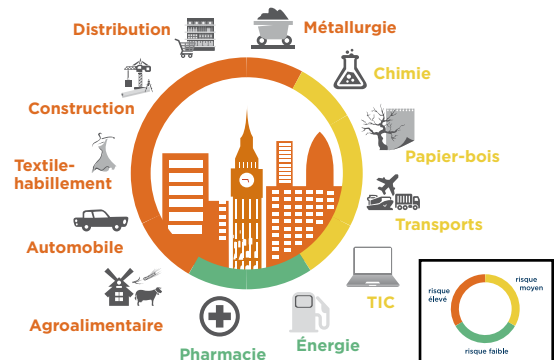 Distribution
Métallurgie
Chimie
Construction
Papier-bois
Textile-
habillement
Transports
Automobile
TIC
Agroalimentaire
Énergie
Pharmacie
risque
élevé
risque
moyen
risque faible